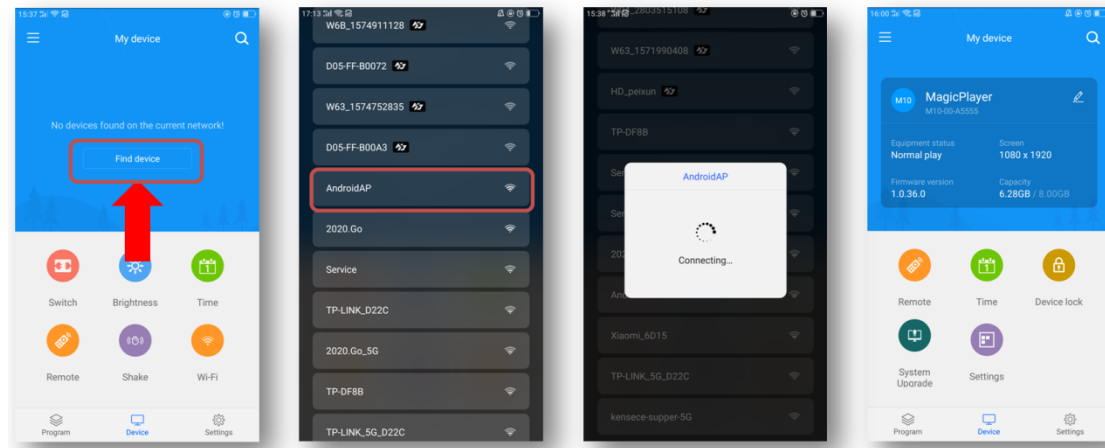 15:37
My device
No devices found on the current network!
Find device
Switch
Brightness
Time
Remote
Shake
Wi-Fi
Program
Device
Settings
17:13
W6B_1574911128
D05-FF-B0072
W63_1574752835
D05-FF-B00A3
AndroidAP
2020.Go
Service
TP-LINK_D22C
2020.Go_5G
TP-DF8B
TP-LINK_5G_D22C
15:38
W63_1571990408
HD_peixun
TP-DF8B
Ser
AndroidAP
Ser
202
Connecting...
And
Xiaomi_6D15
TP-LINK_5G_D22C
kensece-supper-5G
16:00
My device
M10
MagicPlayer
M10-00-A5555
Equipment status
Screen
Normal play
1080 x 1920
Firmware version
Capacity
1.0.36.0
6.28GB / 8.00GB
Remote
Time
Device lock
System
Upgrade
Settings
Program
Device
Settings